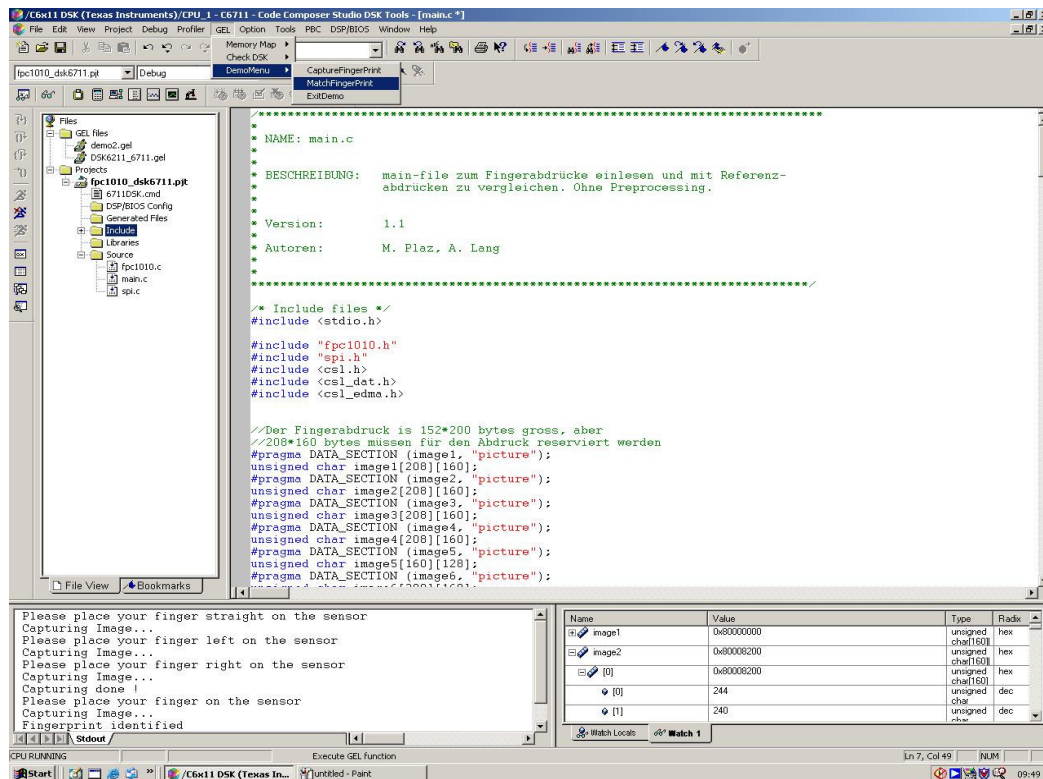 /C6x11 DSK (Texas Instruments)/CPU_1 - C6711 - Code Composer Studio DSK Tools - [main.c *]
File Edit View Project Debug Profiler GEL Option Tools PBC DSP/BIOS Window Help
Memory Map
Check DSK
DemoMenu
CaptureFingerPrint
MatchFingerPrint
ExitDemo
fpc1010_dsk6711.pjt Debug
Files
GEL files
demo2.gel
DSK6211_6711.gel
Projects
fpc1010_dsk6711.pjt
6711DSK.cmd
DSP/BIOS Config
Generated Files
Include
Libraries
Source
fpc1010.c
main.c
spi.c
File View Bookmarks
/******************************************************************************
*
* NAME: main.c
*
*
* BESCHREIBUNG: main-file zum Fingerabdrücke einlesen und mit Referenz-
* abdrücken zu vergleichen. Ohne Preprocessing.
*
*
* Version: 1.1
*
* Autoren: M. Plaz, A. Lang
*
*
******************************************************************************/
/* Include files */
#include <stdio.h>
#include "fpc1010.h"
#include "spi.h"
#include <csl.h>
#include <csl_dat.h>
#include <csl_edma.h>
//Der Fingerabdruck is 152*200 bytes gross, aber
//208*160 bytes müssen für den Abdruck reserviert werden
#pragma DATA_SECTION (image1, "picture");
unsigned char image1[208][160];
#pragma DATA_SECTION (image2, "picture");
unsigned char image2[208][160];
#pragma DATA_SECTION (image3, "picture");
unsigned char image3[208][160];
#pragma DATA_SECTION (image4, "picture");
unsigned char image4[208][160];
#pragma DATA_SECTION (image5, "picture");
unsigned char image5[160][128];
#pragma DATA_SECTION (image6, "picture");
Please place your finger straight on the sensor
Capturing Image...
Please place your finger left on the sensor
Capturing Image...
Please place your finger right on the sensor
Capturing Image...
Capturing done !
Please place your finger on the sensor
Capturing Image...
Fingerprint identified
Stdout
Name Value Type Radix
image1 0x80000000 unsigned char[160][ hex
image2 0x80008200 unsigned char[160][ hex
[0] 0x80008200 unsigned char[160] hex
[0] 244 unsigned char dec
[1] 240 unsigned dec
Watch Locals Watch 1
CPU RUNNING Execute GEL function Ln 7, Col 49 NUM
Start /C6x11 DSK (Texas In... untitled - Paint 09:49